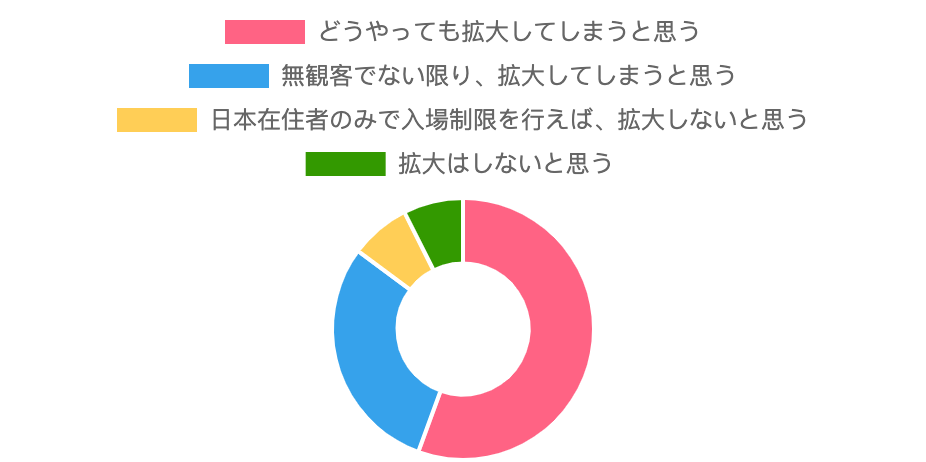 どうやっても拡大してしまうと思う
無観客でない限り、拡大してしまうと思う
日本在住者のみで入場制限を行えば、拡大しないと思う
拡大はしないと思う